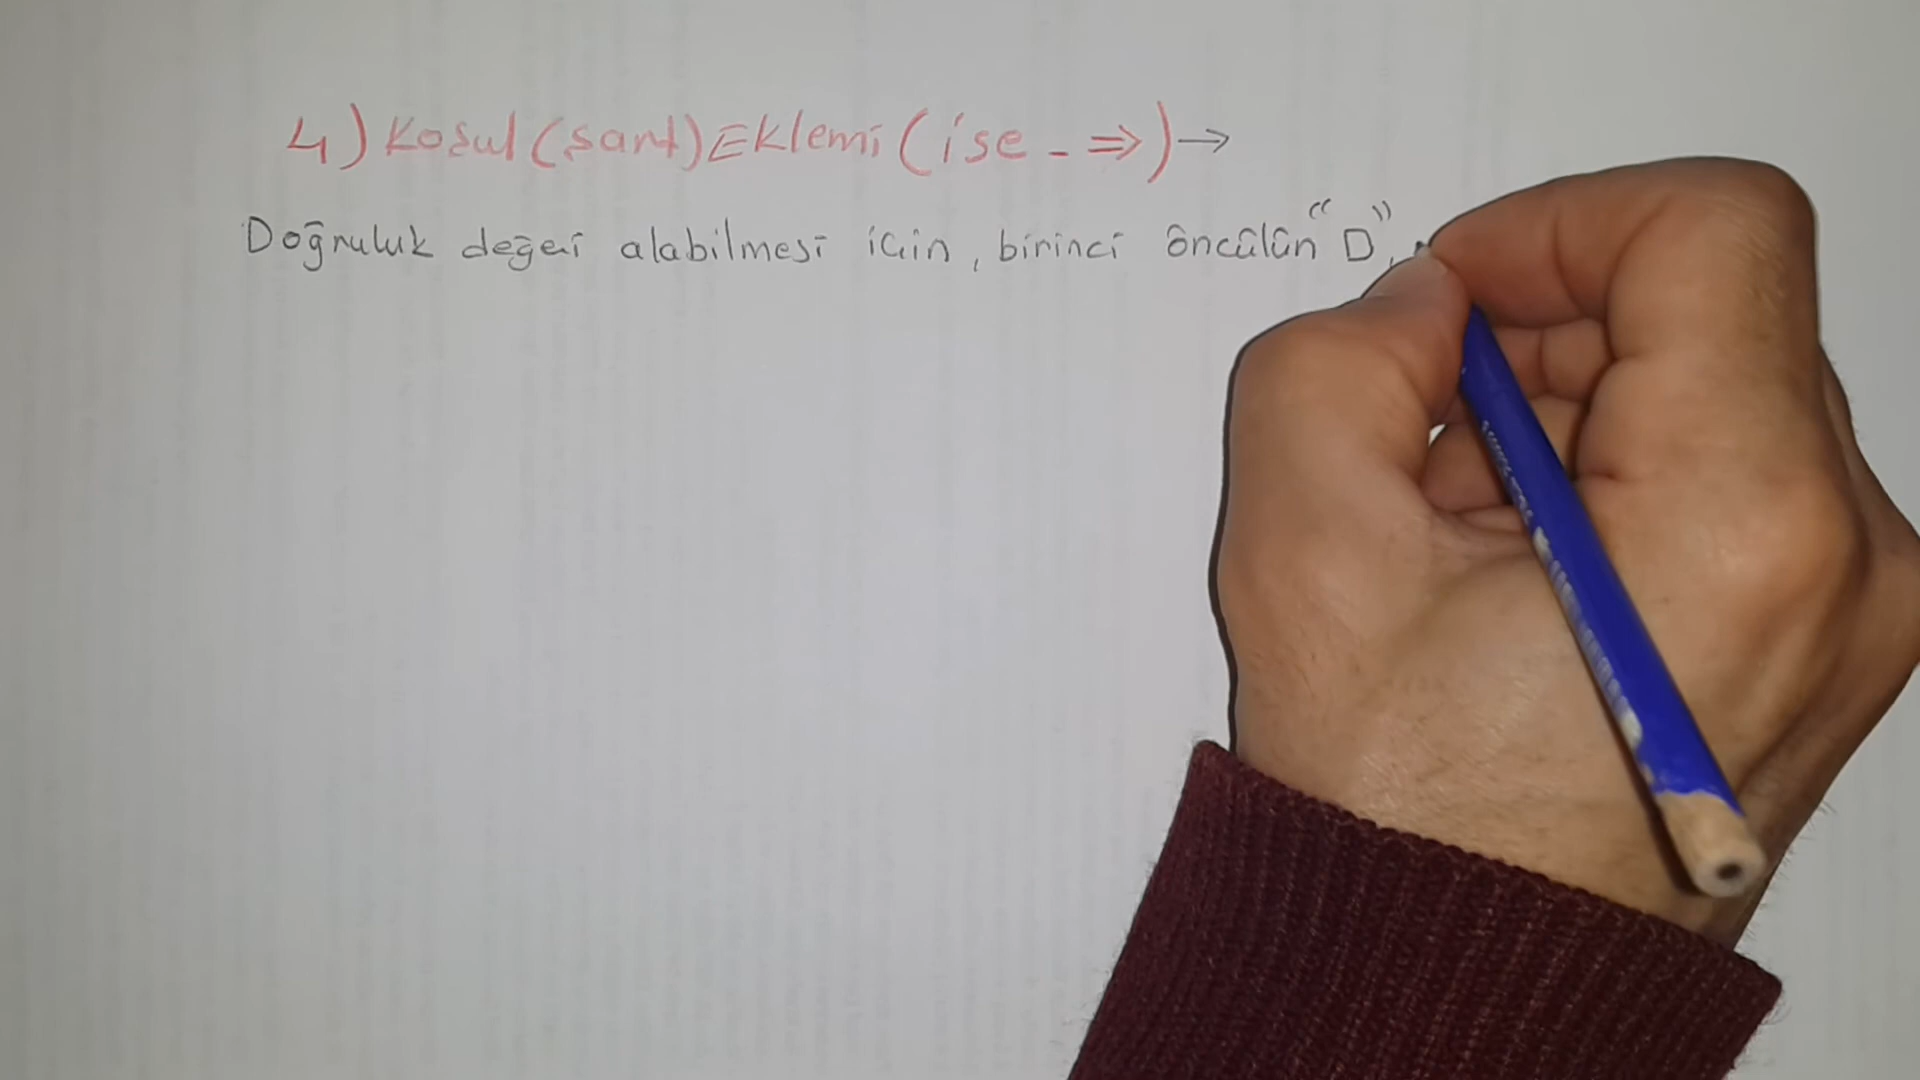 4) Koşul (şart) Eklemi (ise - ⇒) →
Doğruluk değeri alabilmesi için, birinci öncülün "D",